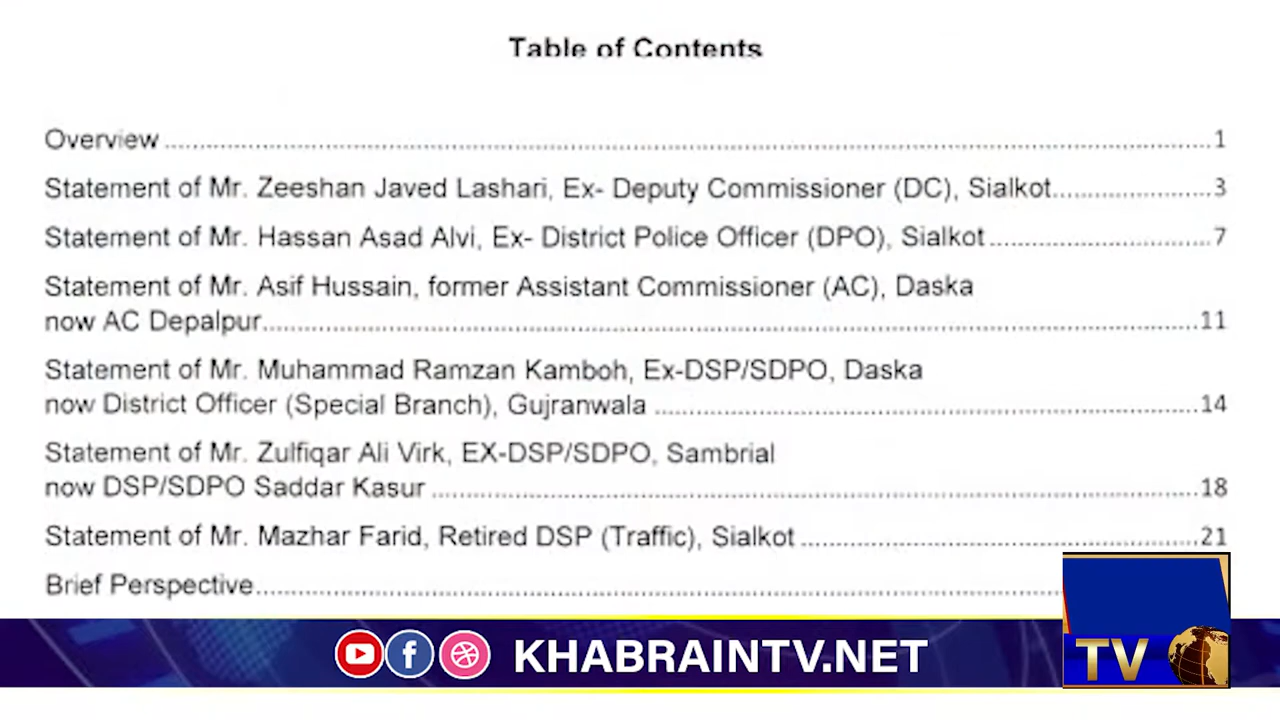 Table of Contents
Overview ........................................................................ 1
Statement of Mr. Zeeshan Javed Lashari, Ex- Deputy Commissioner (DC), Sialkot.................... 3
Statement of Mr. Hassan Asad Alvi, Ex- District Police Officer (DPO), Sialkot ........................... 7
Statement of Mr. Asif Hussain, former Assistant Commissioner (AC), Daska
now AC Depalpur........................................................................ 11
Statement of Mr. Muhammad Ramzan Kamboh, Ex-DSP/SDPO, Daska
now District Officer (Special Branch), Gujranwala ........................................................ 14
Statement of Mr. Zulfiqar Ali Virk, EX-DSP/SDPO, Sambrial
now DSP/SDPO Saddar Kasur ........................................................................ 18
Statement of Mr. Mazhar Farid, Retired DSP (Traffic), Sialkot ............................................. 21
Brief Perspective........................................................................
KHABRAINTV.NET
TV